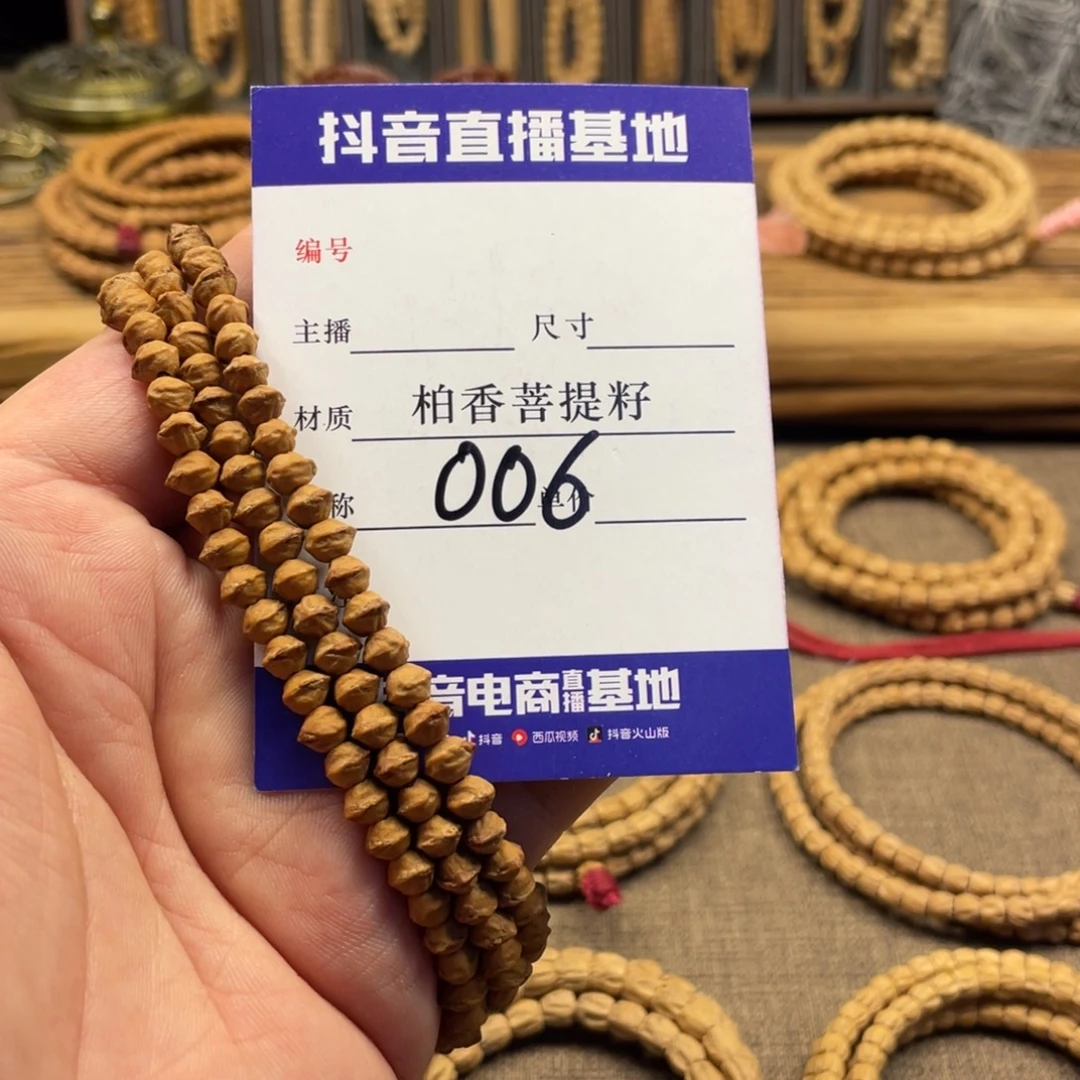 抖音直播基地
编号
主播 尺寸
材质 柏香菩提籽
称 006 单价
音电商直播基地
抖音 西瓜视频 抖音火山版